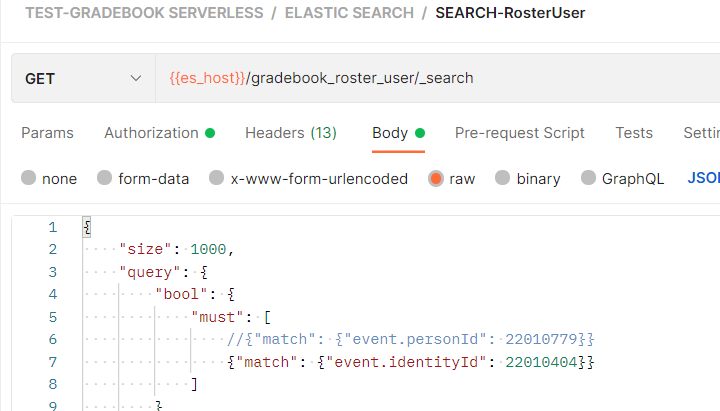 TEST-GRADEBOOK SERVERLESS / ELASTIC SEARCH / SEARCH-RosterUser
GET {{es_host}}/gradebook_roster_user/_search
Params Authorization Headers (13) Body Pre-request Script Tests Settin
none form-data x-www-form-urlencoded raw binary GraphQL JSO
1 {
2 "size": 1000,
3 "query": {
4 "bool": {
5 "must": [
6 //{"match": {"event.personId": 22010779}}
7 {"match": {"event.identityId": 22010404}}
8 ]
9 }